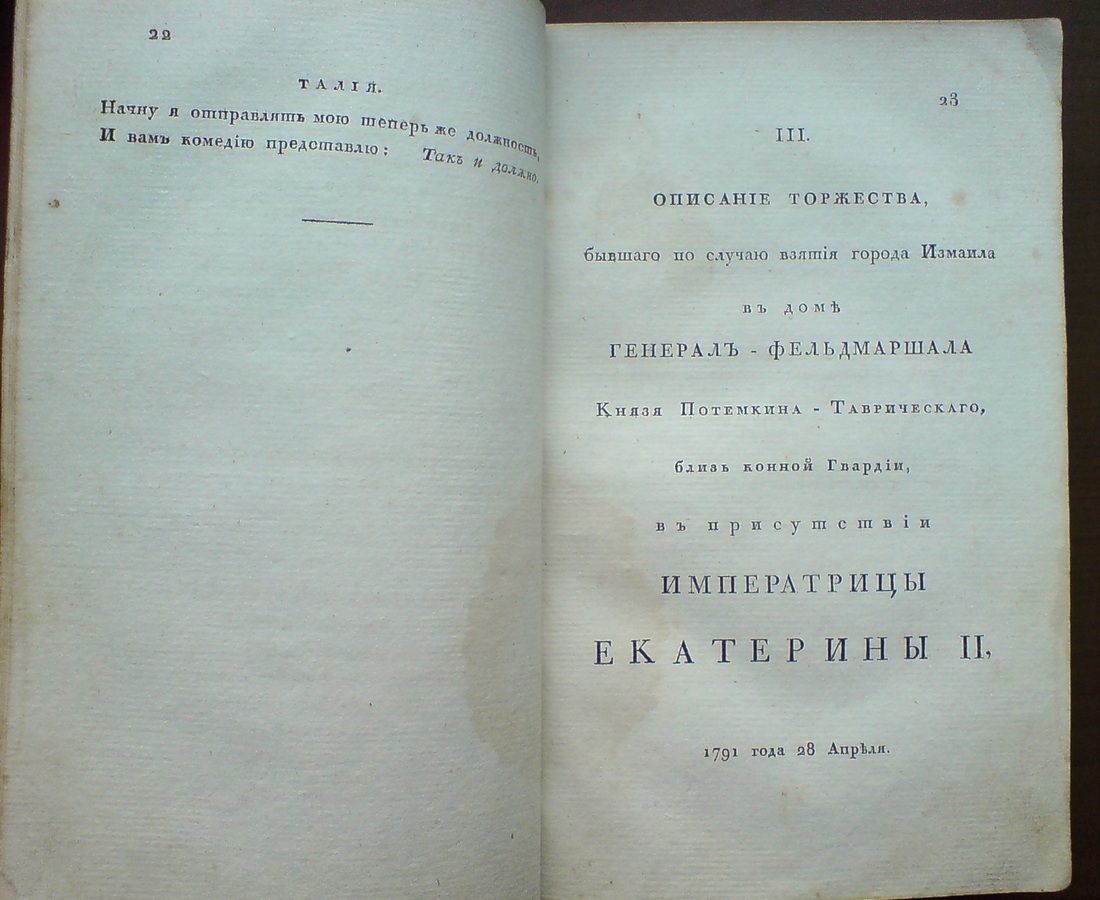 22
ТАЛІЯ.
Начну я отправлять мою теперь же должность,
И вамъ комедію представлю: Такъ и должно.
23
III.
ОПИСАНІЕ ТОРЖЕСТВА,
бывшаго по случаю взятія города Измаила
въ домѣ
ГЕНЕРАЛЪ - ФЕЛЬДМАРШАЛА
Князя Потемкина - Таврическаго,
близь конной Гвардіи,
въ присутствіи
ИМПЕРАТРИЦЫ
ЕКАТЕРИНЫ II,
1791 года 28 Апрѣля.